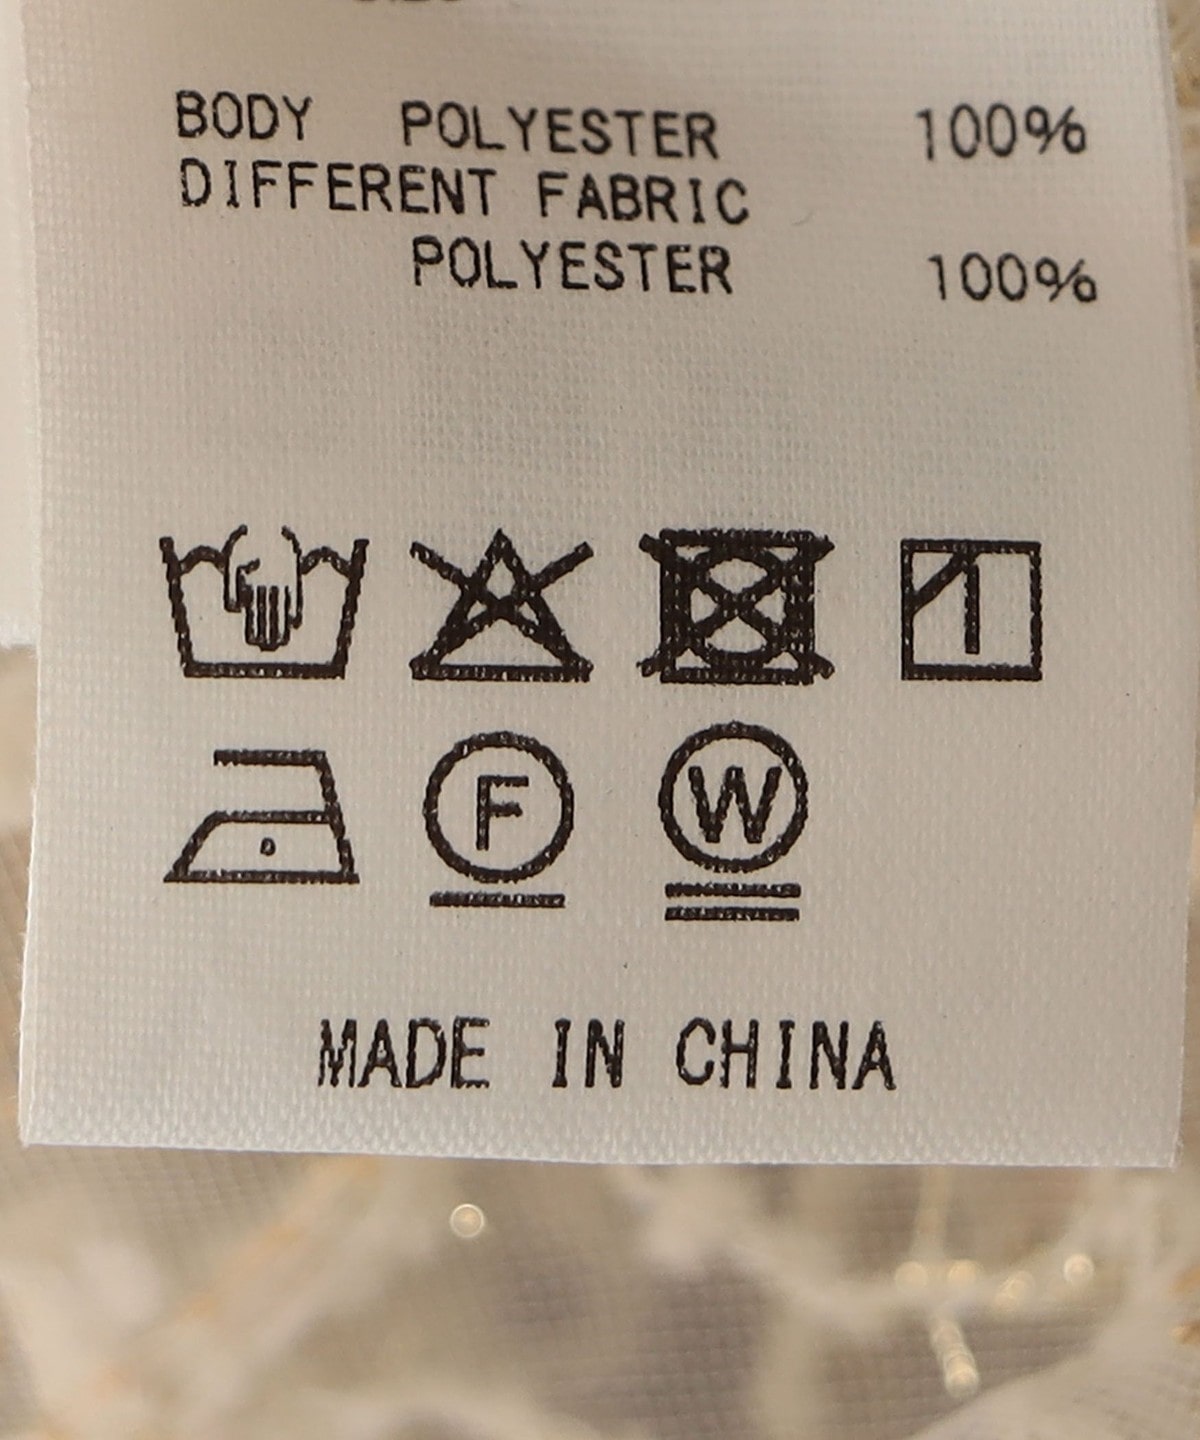 BODY POLYESTER 100%
DIFFERENT FABRIC
POLYESTER 100%
F W
MADE IN CHINA